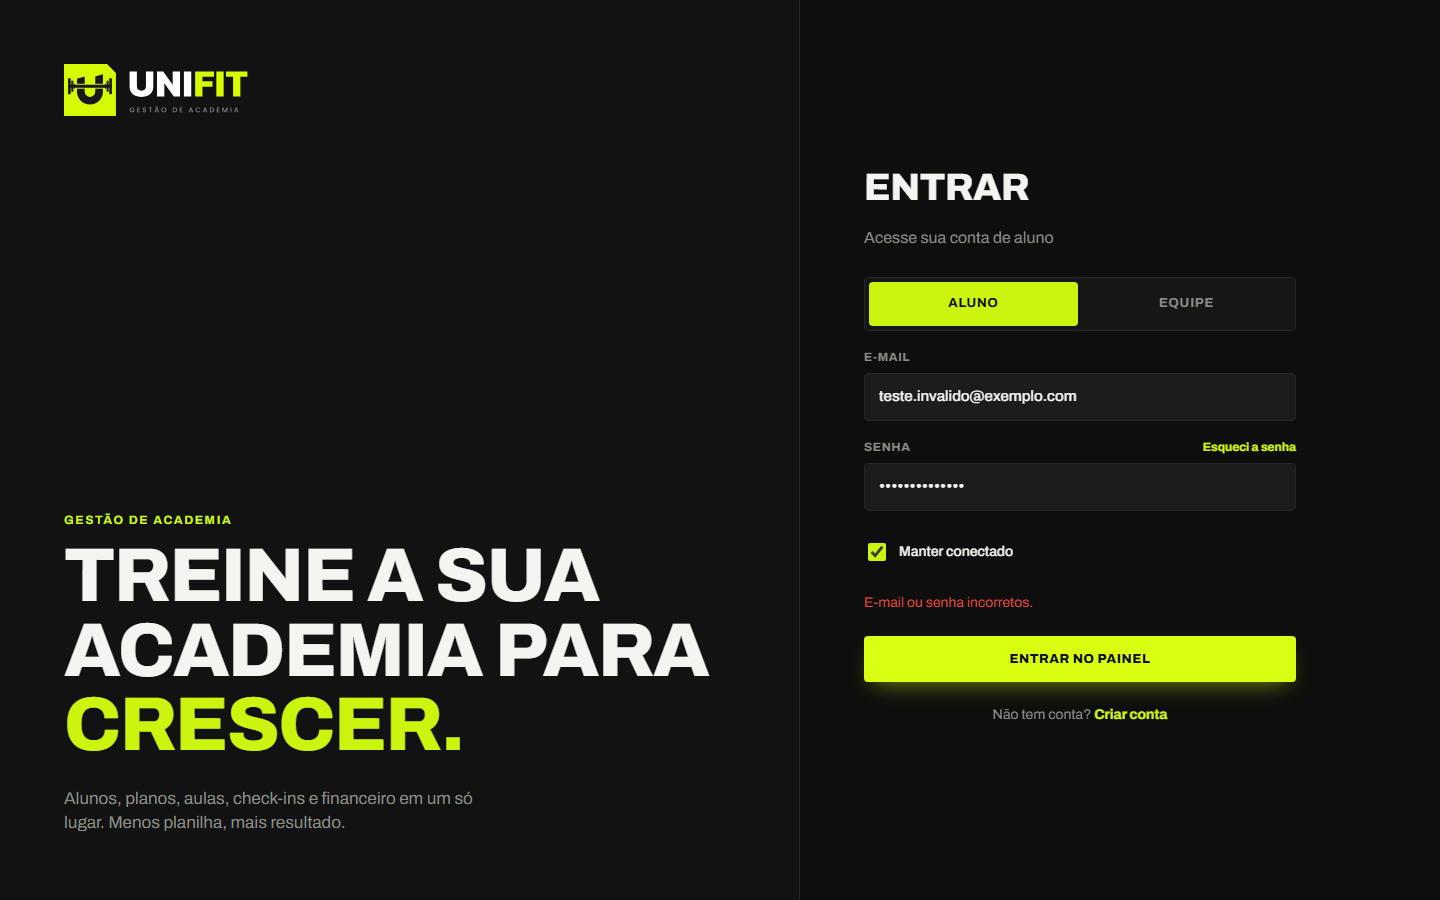 UNIFIT
GESTÃO DE ACADEMIA
GESTÃO DE ACADEMIA
TREINE A SUA
ACADEMIA PARA
CRESCER.
Alunos, planos, aulas, check-ins e financeiro em um só
lugar. Menos planilha, mais resultado.
ENTRAR
Acesse sua conta de aluno
ALUNO EQUIPE
E-MAIL
teste.invalido@exemplo.com
SENHA Esqueci a senha
••••••••••••••
Manter conectado
E-mail ou senha incorretos.
ENTRAR NO PAINEL
Não tem conta? Criar conta